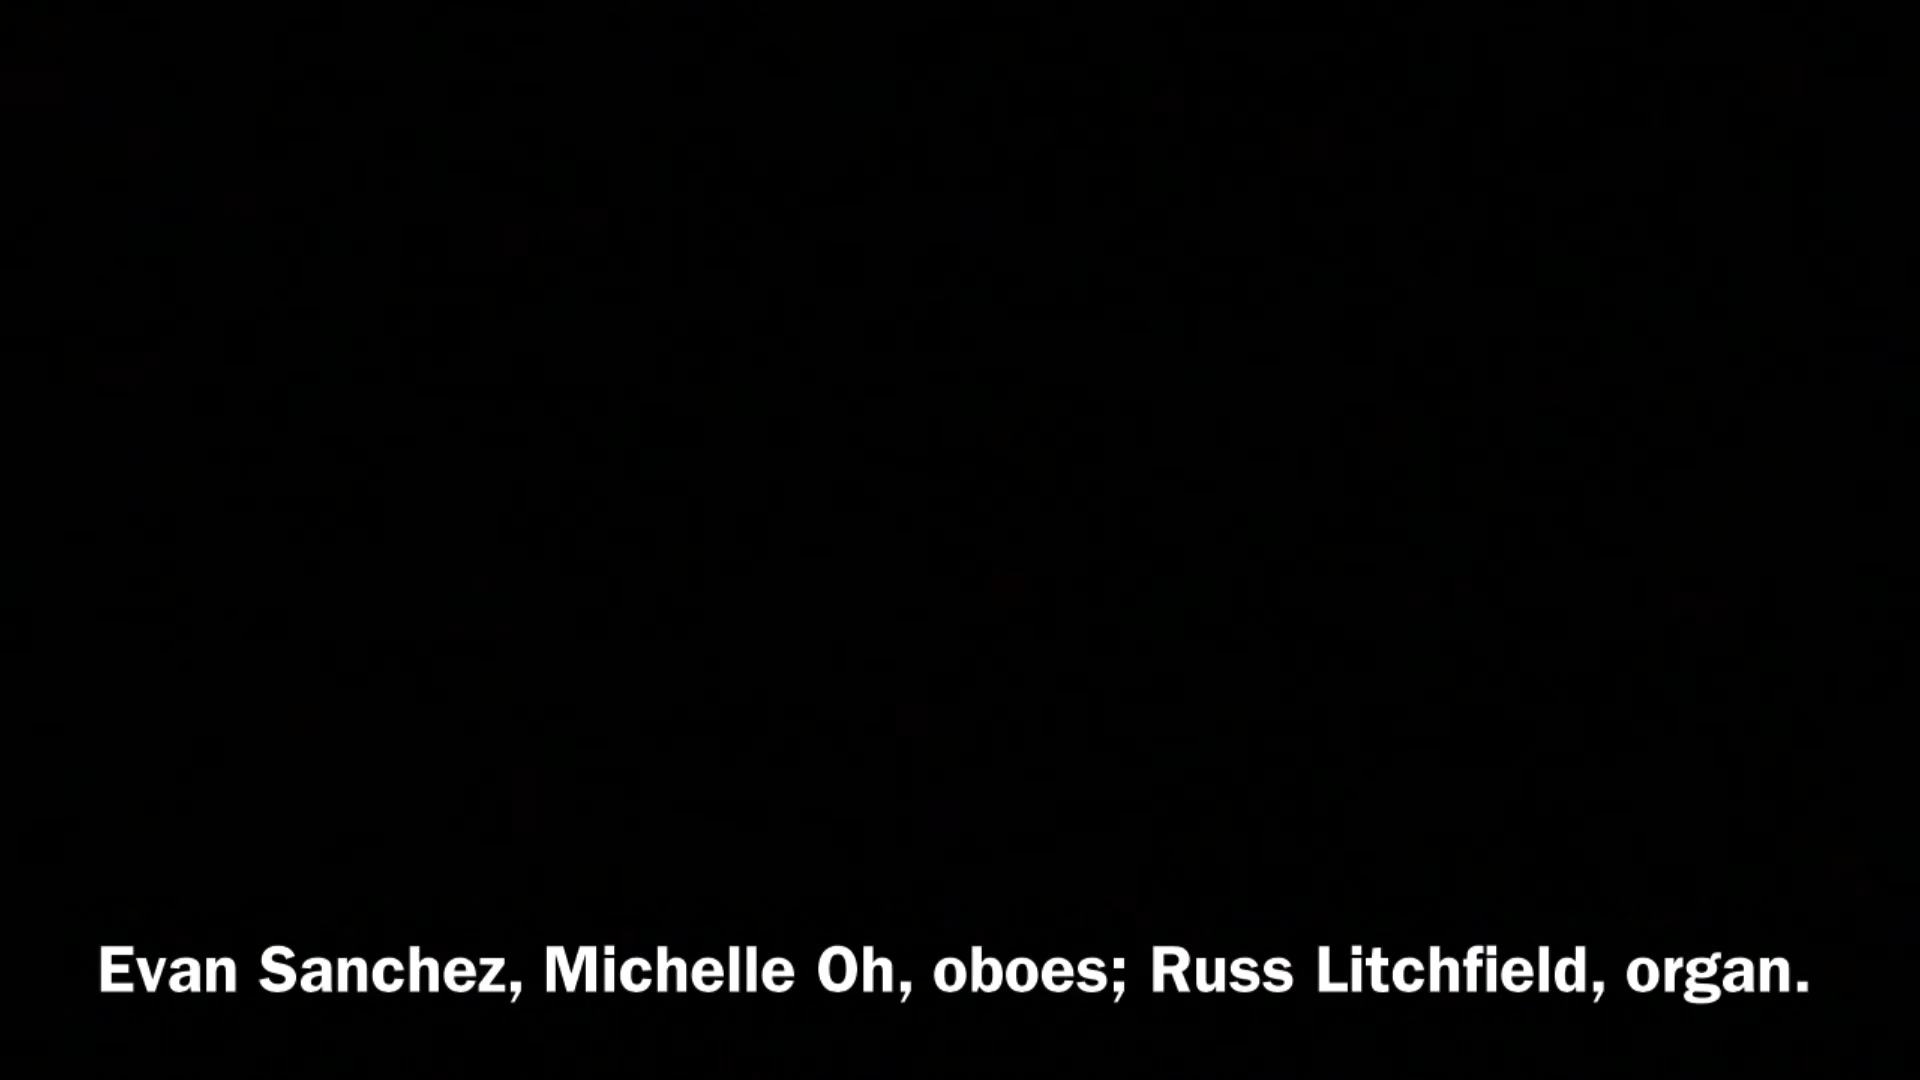 Evan Sanchez, Michelle Oh, oboes; Russ Litchfield, organ.